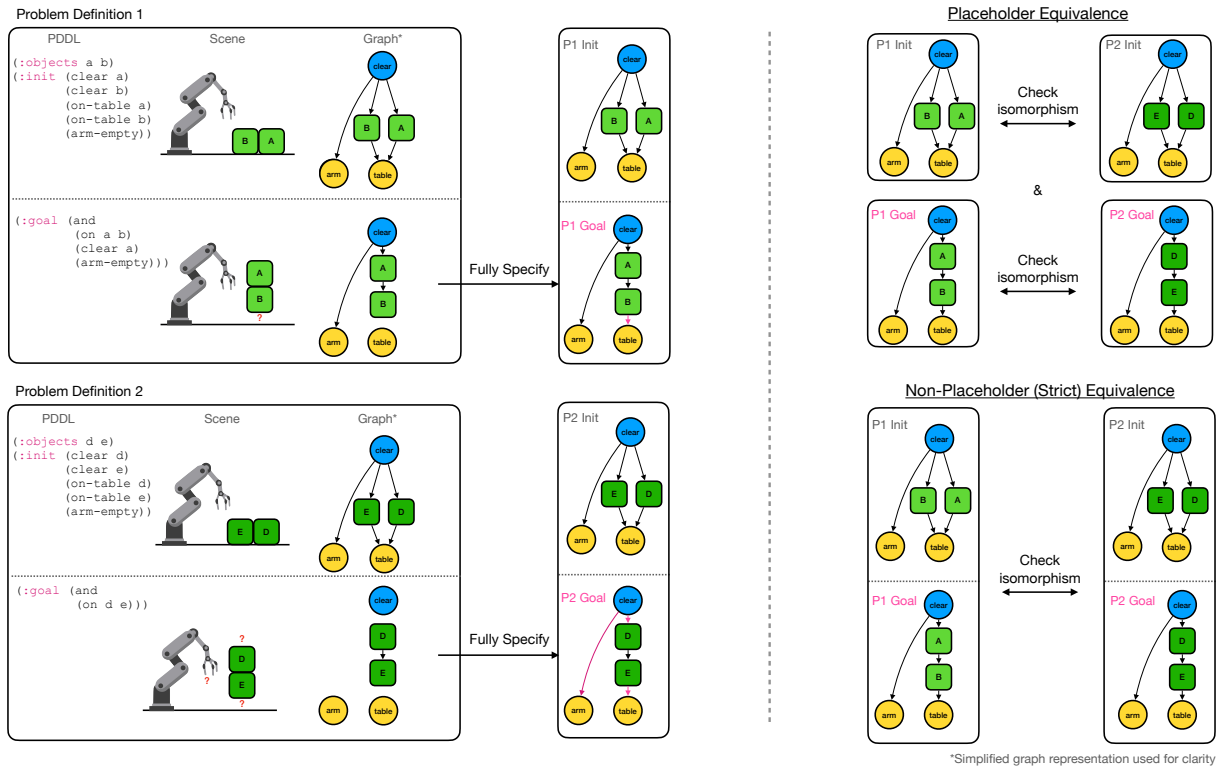 Problem Definition 1
PDDL
Scene
Graph*
(:objects a b)
(:init (clear a)
(clear b)
(on-table a)
(on-table b)
(arm-empty))
B A
clear
B A
arm table
(:goal (and
(on a b)
(clear a)
(arm-empty)))
A
B
?
clear
A
B
arm table
Fully Specify
P1 Init
clear
B A
arm table
P1 Goal
clear
A
B
arm table
Problem Definition 2
PDDL
Scene
Graph*
(:objects d e)
(:init (clear d)
(clear e)
(on-table d)
(on-table e)
(arm-empty))
E D
clear
E D
arm table
(:goal (and
(on d e)))
?
D
E
?
?
clear
D
E
arm table
Fully Specify
P2 Init
clear
E D
arm table
P2 Goal
clear
D
E
arm table
Placeholder Equivalence
P1 Init
clear
B A
arm table
Check
isomorphism
P2 Init
clear
E D
arm table
&
P1 Goal
clear
A
B
arm table
Check
isomorphism
P2 Goal
clear
D
E
arm table
Non-Placeholder (Strict) Equivalence
P1 Init
clear
B A
arm table
P1 Goal
clear
A
B
arm table
Check
isomorphism
P2 Init
clear
E D
arm table
P2 Goal
clear
D
E
arm table
*Simplified graph representation used for clarity